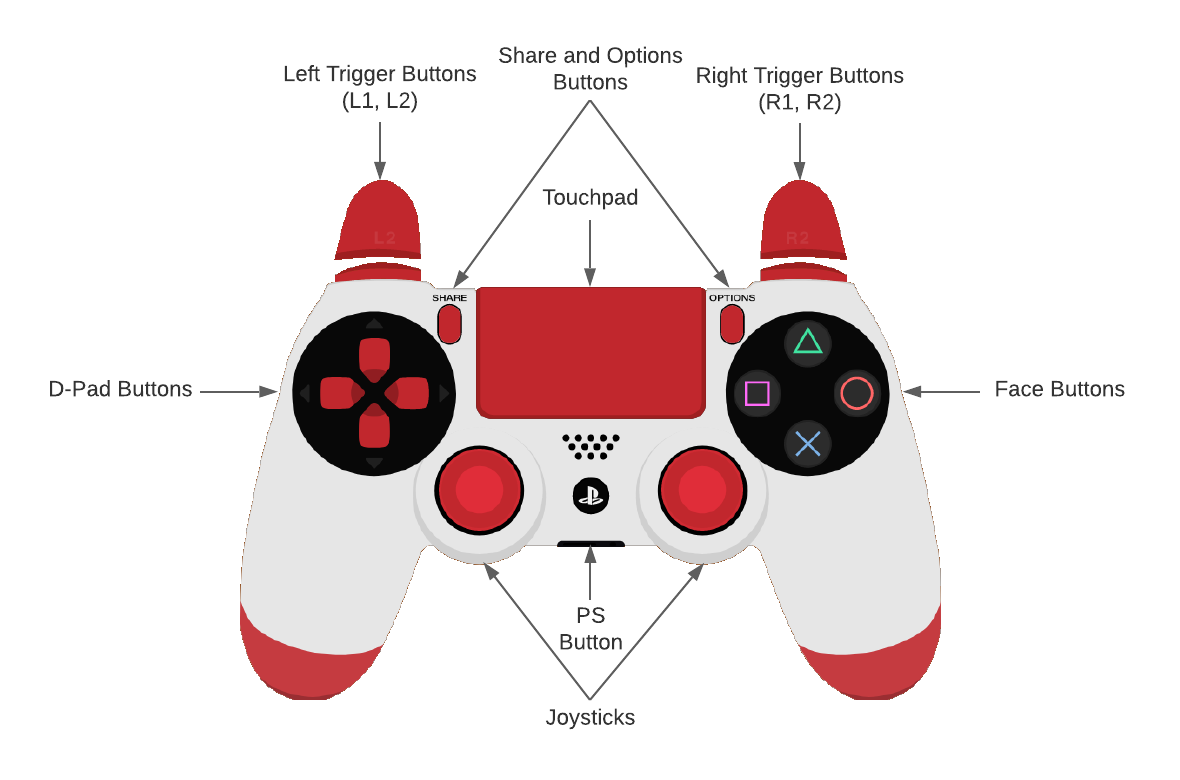 Share and Options
Buttons
Left Trigger Buttons
(L1, L2)
Right Trigger Buttons
(R1, R2)
Touchpad
L2
R2
SHARE
OPTIONS
D-Pad Buttons
Face Buttons
PS
Button
Joysticks